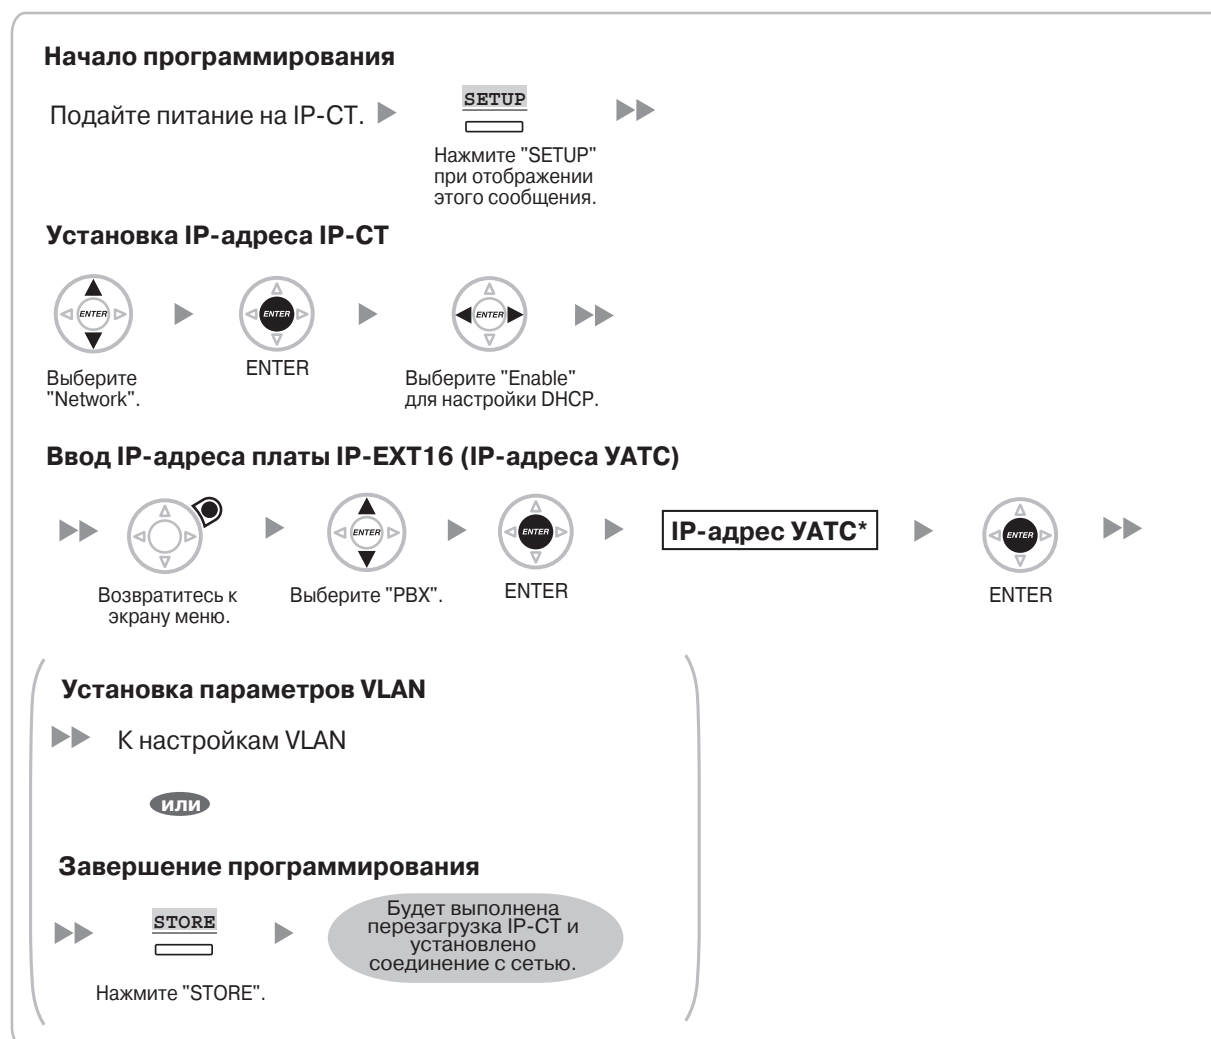 Начало программирования
Подайте питание на IP-СТ.
SETUP
Нажмите "SETUP"
при отображении
этого сообщения.
Установка IP-адреса IP-СТ
ENTER
Выберите
"Network".
ENTER
ENTER
ENTER
Выберите "Enable"
для настройки DHCP.
Ввод IP-адреса платы IP-EXT16 (IP-адреса УАТС)
Возвратитесь к
экрану меню.
ENTER
Выберите "PBX".
ENTER
ENTER
IP-адрес УАТС*
ENTER
ENTER
Установка параметров VLAN
К настройкам VLAN
или
Завершение программирования
STORE
Нажмите "STORE".
Будет выполнена
перезагрузка IP-СТ и
установлено
соединение с сетью.